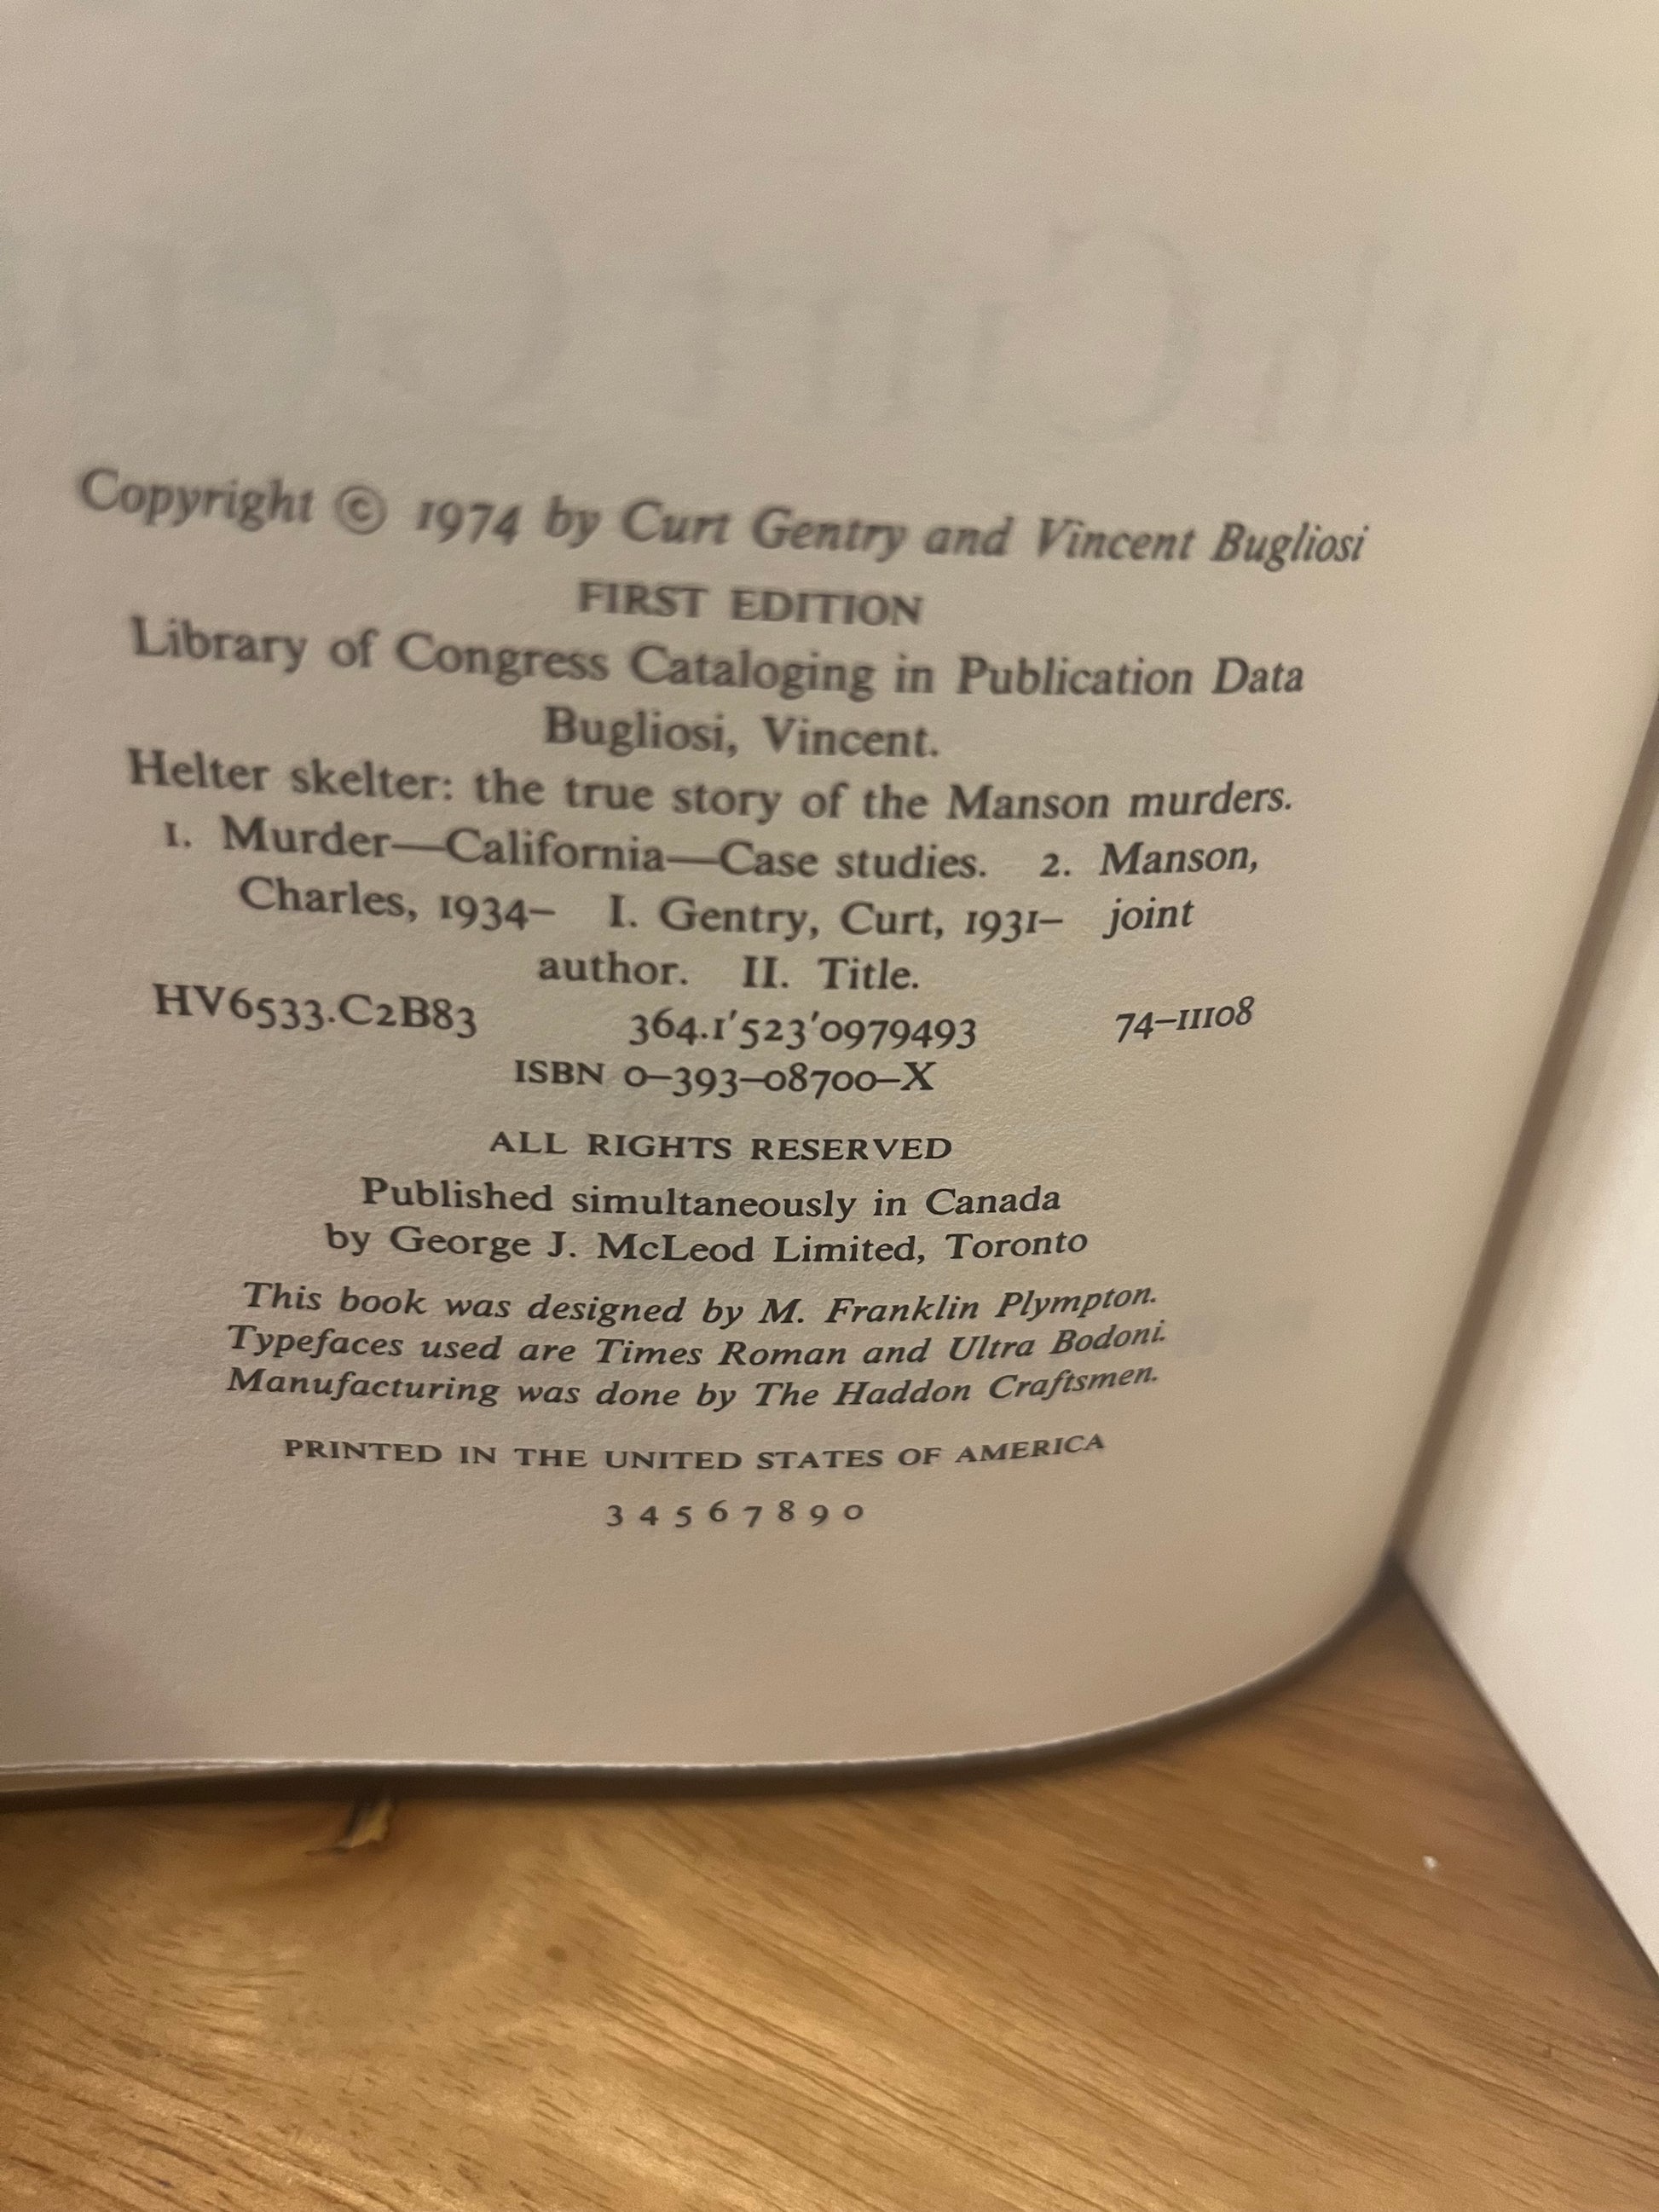 Copyright © 1974 by Curt Gentry and Vincent Bugliosi
FIRST EDITION
Library of Congress Cataloging in Publication Data
Bugliosi, Vincent.
Helter skelter: the true story of the Manson murders.
1. Murder—California—Case studies. 2. Manson,
Charles, 1934– I. Gentry, Curt, 1931– joint
author. II. Title.
HV6533.C2B83 364.1'523'0979493 74–11108
ISBN 0–393–08700–X
ALL RIGHTS RESERVED
Published simultaneously in Canada
by George J. McLeod Limited, Toronto
This book was designed by M. Franklin Plympton.
Typefaces used are Times Roman and Ultra Bodoni.
Manufacturing was done by The Haddon Craftsmen.
PRINTED IN THE UNITED STATES OF AMERICA
3 4 5 6 7 8 9 0